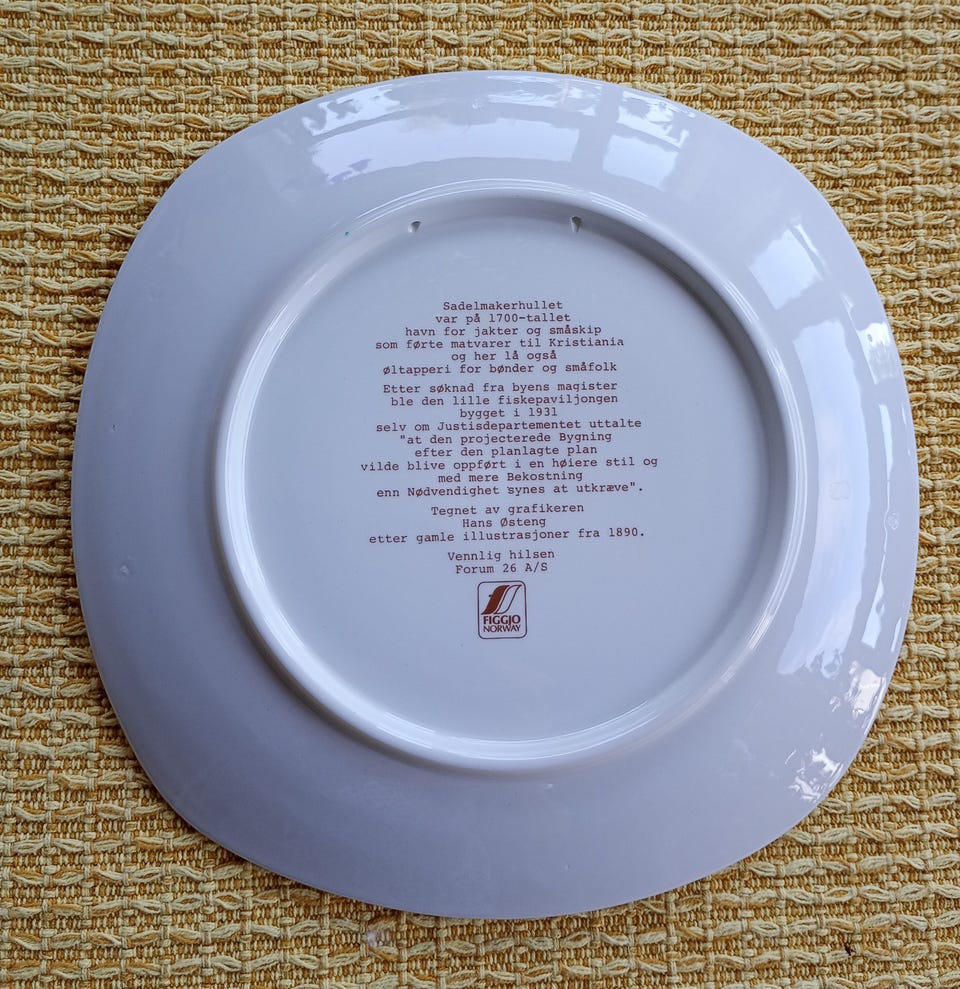 Sadelmakerhullet
var på 1700-tallet
havn for jakter og småskip
som førte matvarer til Kristiania
og her lå også
øltapperi for bønder og småfolk
Etter søknad fra byens magister
ble den lille fiskepaviljongen
bygget i 1931
selv om Justisdepartementet uttalte
"at den projecterede Bygning
efter den planlagte plan
vilde blive oppført i en høiere stil og
med mere Bekostning
enn Nødvendighet synes at utkræve".
Tegnet av grafikeren
Hans Østeng
etter gamle illustrasjoner fra 1890.
Vennlig hilsen
Forum 26 A/S
FIGGJO
NORWAY